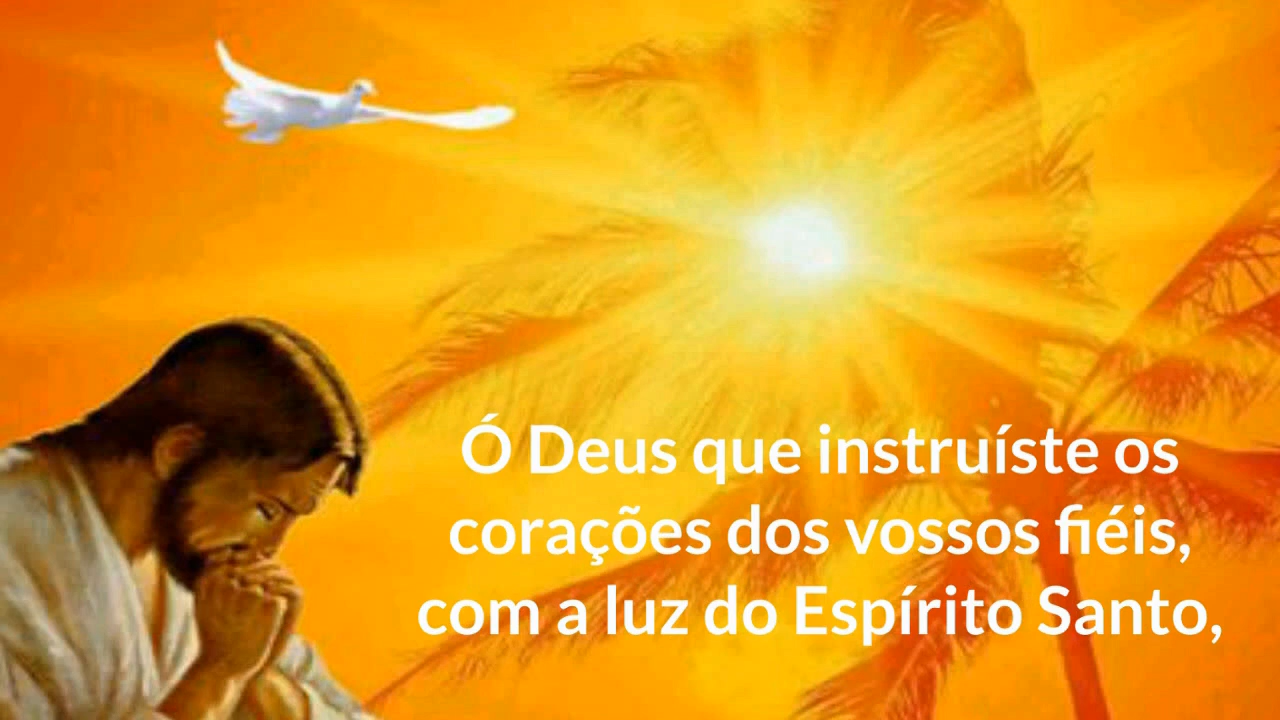 Ó Deus que instruíste os
corações dos vossos fiéis,
com a luz do Espírito Santo,